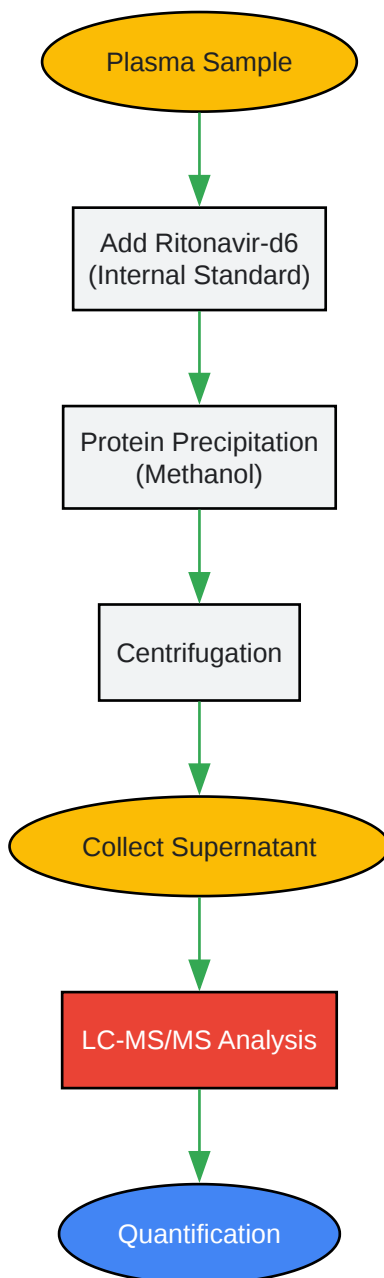 Plasma Sample
Add Ritonavir-d6
(Internal Standard)
Protein Precipitation
(Methanol)
Centrifugation
Collect Supernatant
LC-MS/MS Analysis
Quantification